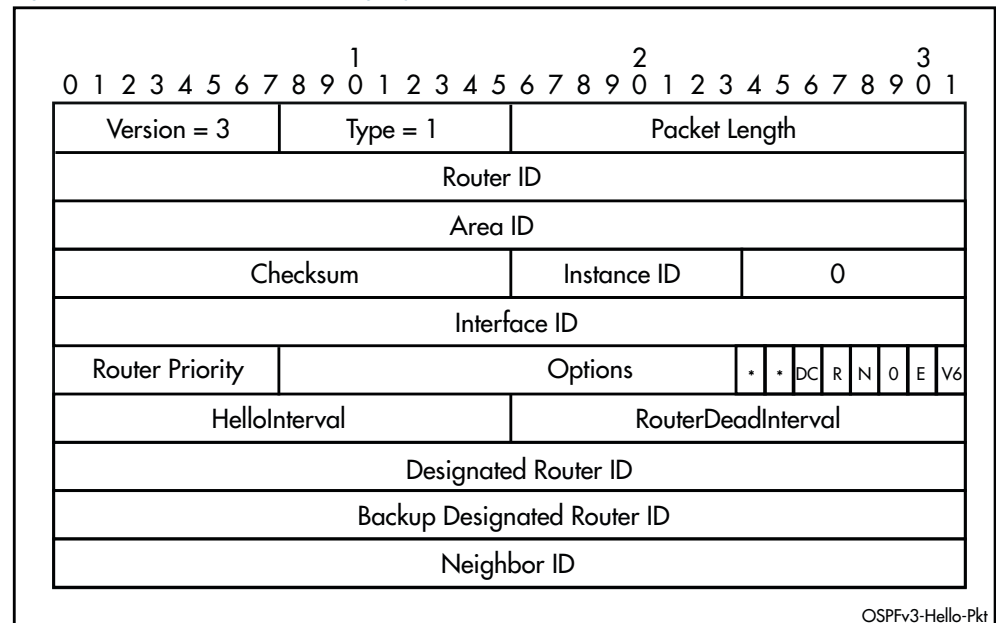 1 2 3
0 1 2 3 4 5 6 7 8 9 0 1 2 3 4 5 6 7 8 9 0 1 2 3 4 5 6 7 8 9 0 1
Version = 3 Type = 1 Packet Length
Router ID
Area ID
Checksum Instance ID 0
Interface ID
Router Priority Options * * DC R N 0 E V6
HelloInterval RouterDeadInterval
Designated Router ID
Backup Designated Router ID
Neighbor ID
OSPFv3-Hello-Pkt